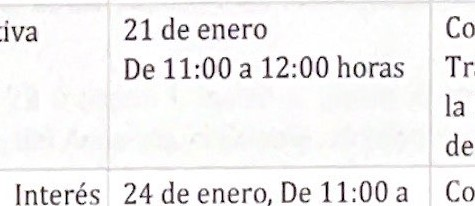 tiva 21 de enero Co
De 11:00 a 12:00 horas Tra
la
de
Interés 24 de enero, De 11:00 a Co